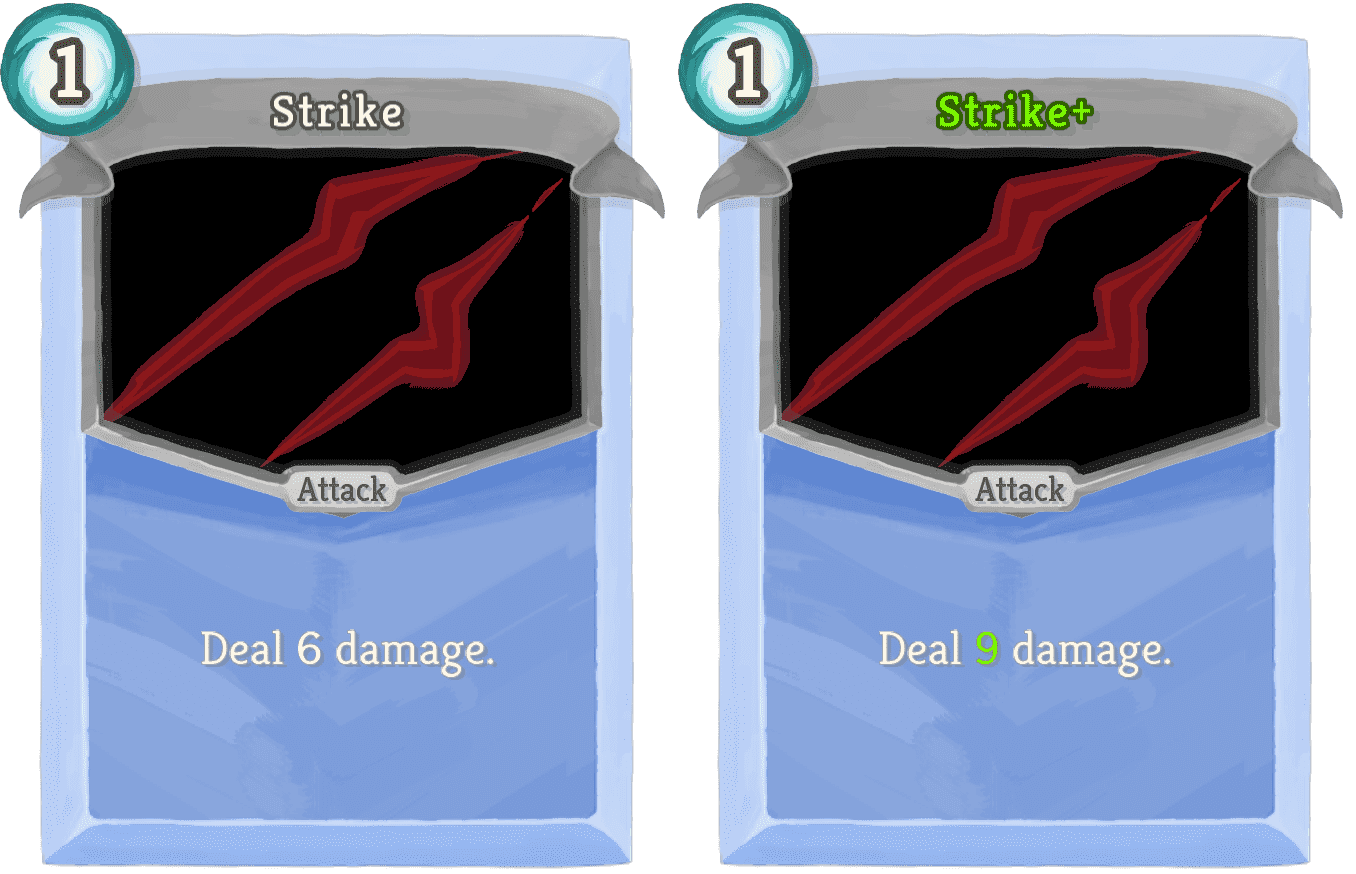 1
Strike
Attack
Deal 6 damage.
1
Strike+
Attack
Deal 9 damage.